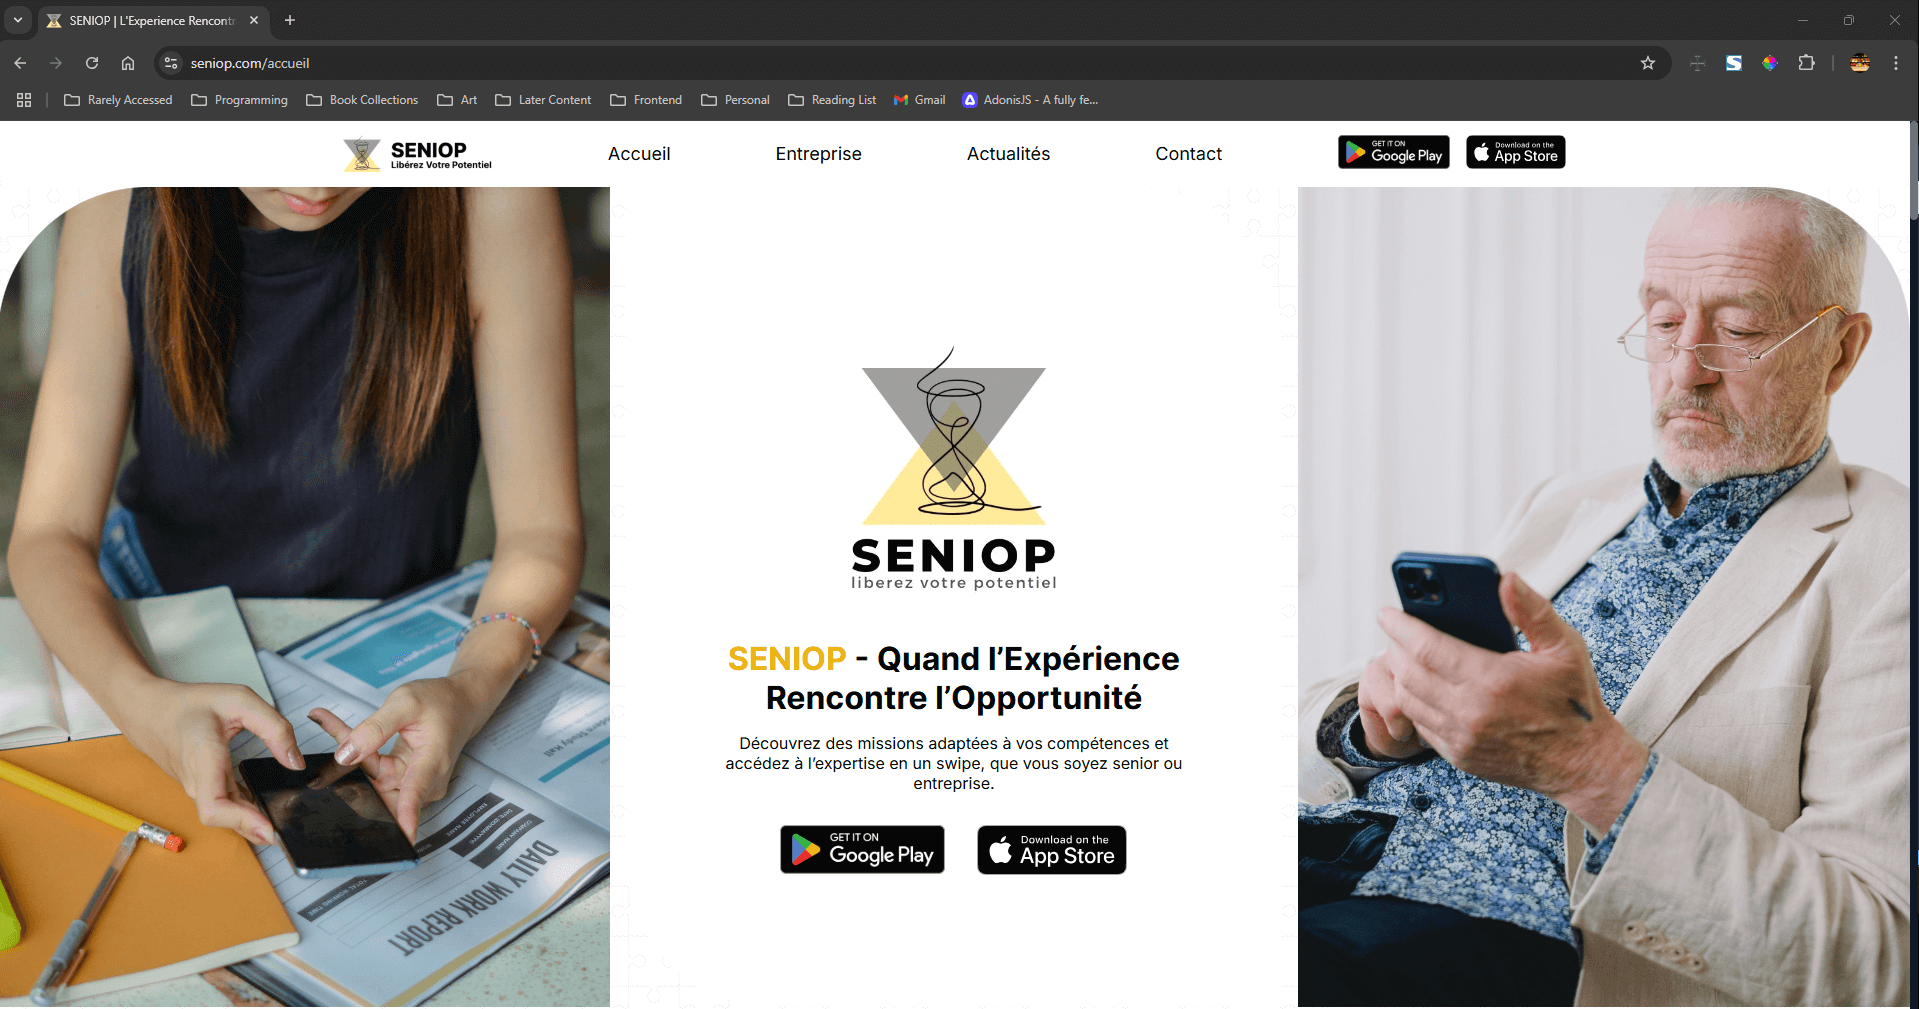 SENIOP | L'Experience Rencontr
seniop.com/accueil
Rarely Accessed
Programming
Book Collections
Art
Later Content
Frontend
Personal
Reading List
Gmail
AdonisJS - A fully fe...
SENIOP
Libérez Votre Potentiel
Accueil
Entreprise
Actualités
Contact
GET IT ON
Google Play
Download on the
App Store
SENIOP
liberez votre potentiel
SENIOP - Quand l’Expérience
Rencontre l’Opportunité
Découvrez des missions adaptées à vos compétences et
accédez à l’expertise en un swipe, que vous soyez senior ou
entreprise.
GET IT ON
Google Play
Download on the
App Store
DAILY WORK REPORT
TOTAL WORKING TIME